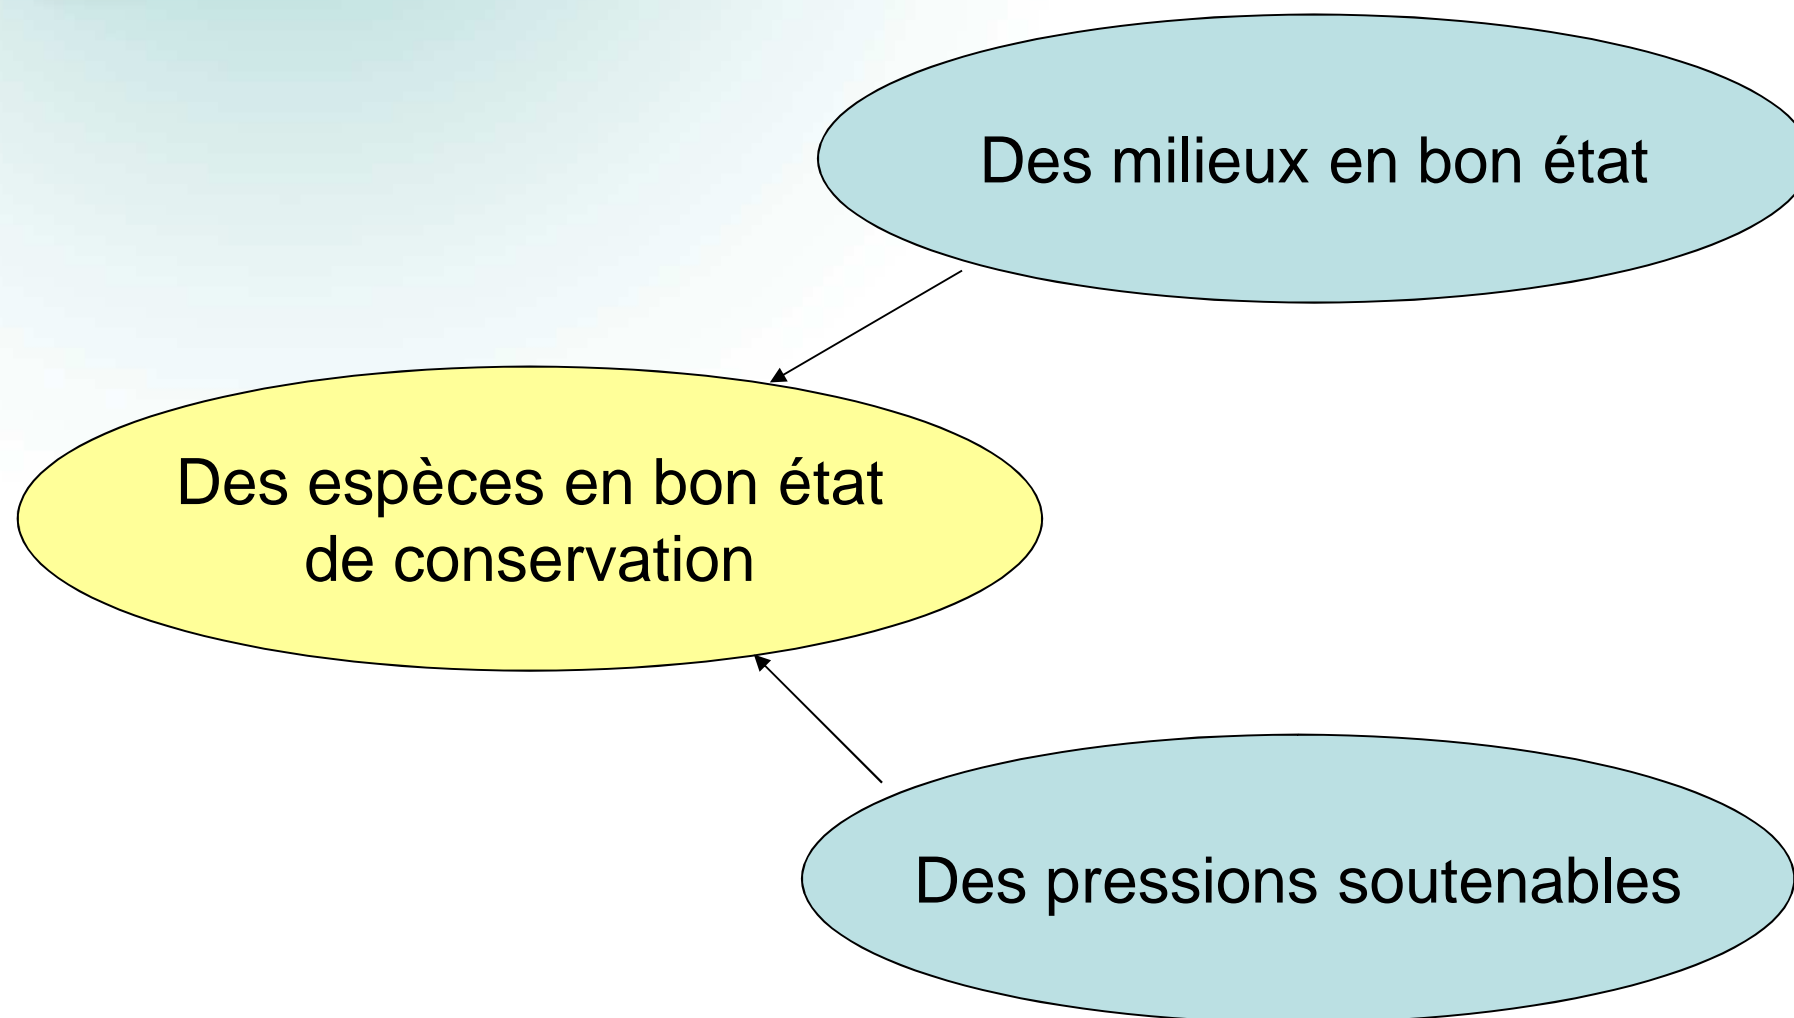 Des milieux en bon état
Des espèces en bon état
de conservation
Des pressions soutenables